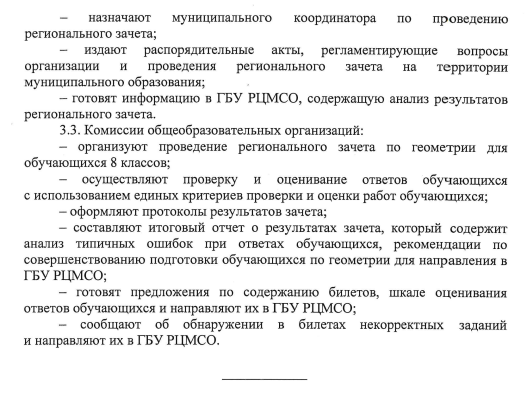 – назначают муниципального координатора по проведению
регионального зачета;
– издают распорядительные акты, регламентирующие вопросы
организации и проведения регионального зачета на территории
муниципального образования;
– готовят информацию в ГБУ РЦМСО, содержащую анализ результатов
регионального зачета.
3.3. Комиссии общеобразовательных организаций:
– организуют проведение регионального зачета по геометрии для
обучающихся 8 классов;
– осуществляют проверку и оценивание ответов обучающихся
с использованием единых критериев проверки и оценки работ обучающихся;
– оформляют протоколы результатов зачета;
– составляют итоговый отчет о результатах зачета, который содержит
анализ типичных ошибок при ответах обучающихся, рекомендации по
совершенствованию подготовки обучающихся по геометрии для направления в
ГБУ РЦМСО;
– готовят предложения по содержанию билетов, шкале оценивания
ответов обучающихся и направляют их в ГБУ РЦМСО;
– сообщают об обнаружении в билетах некорректных заданий
и направляют их в ГБУ РЦМСО.